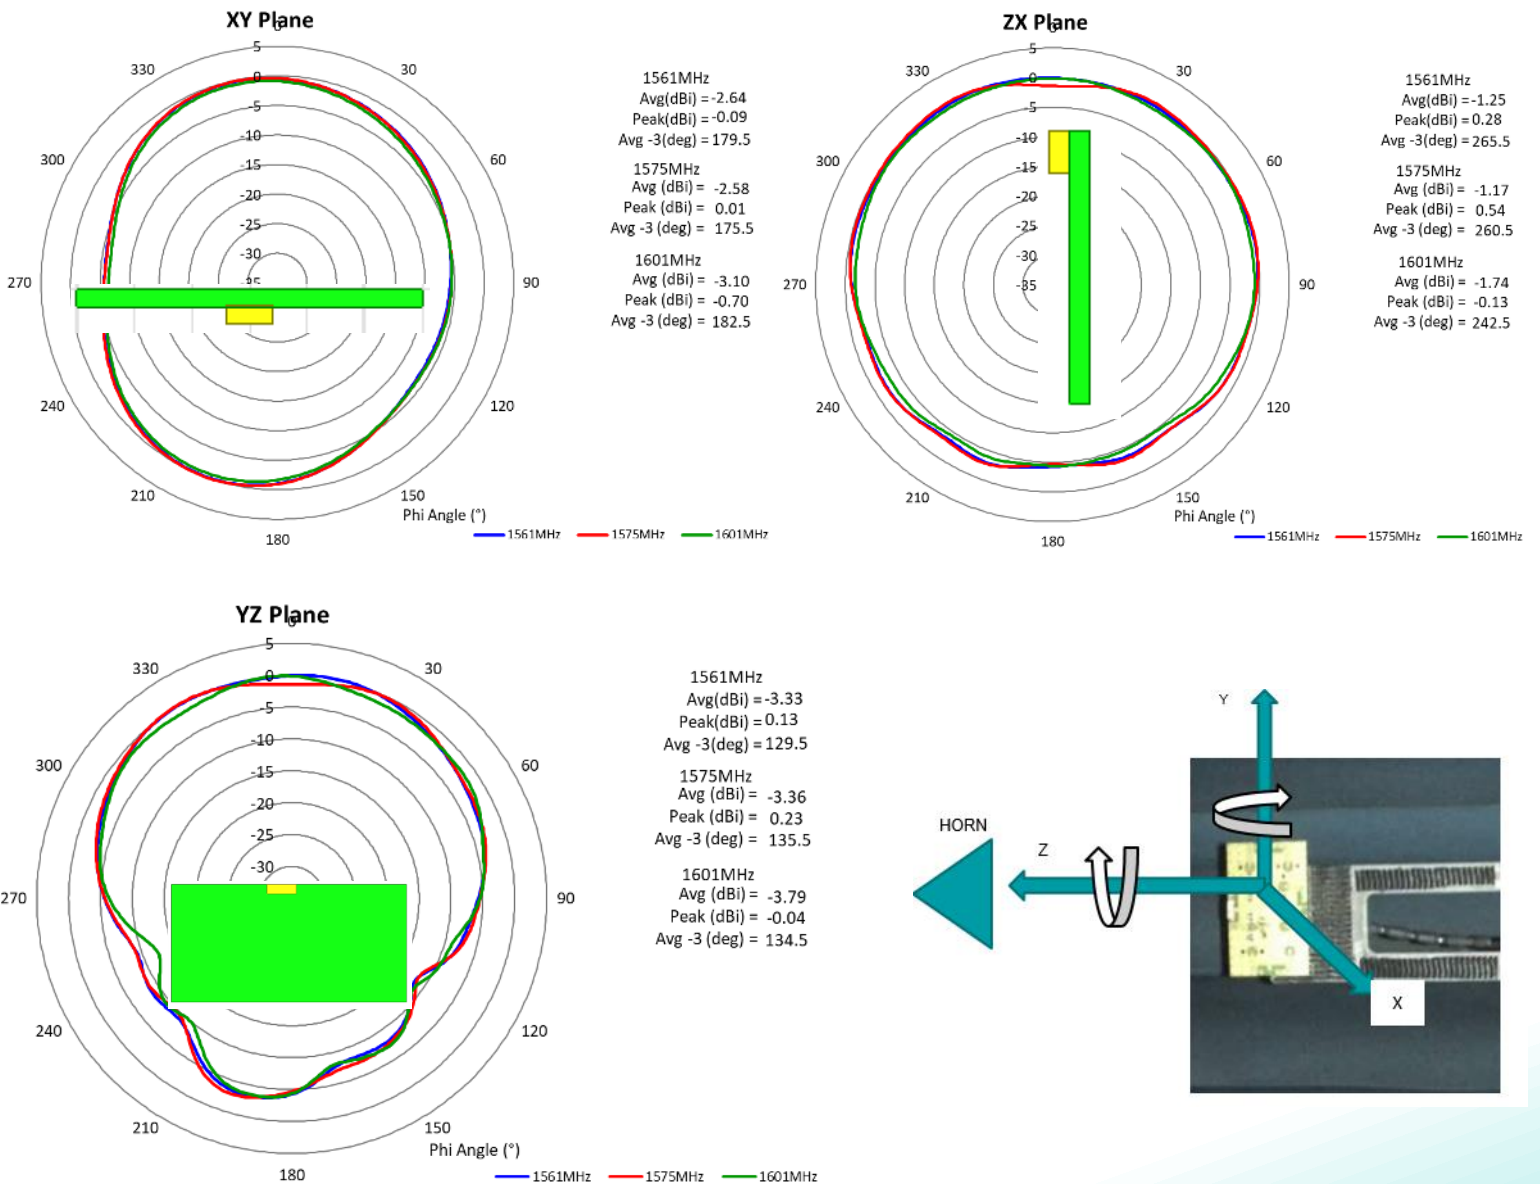 XY Plane
0
5
0
-5
-10
-15
-20
-25
-30
-35
30
60
90
120
150
180
210
240
270
300
330
Phi Angle (°)
1561MHz 1575MHz 1601MHz
1561MHz
Avg(dBi) =-2.64
Peak(dBi) =-0.09
Avg -3(deg) = 179.5
1575MHz
Avg (dBi) = -2.58
Peak (dBi) = 0.01
Avg -3 (deg) = 175.5
1601MHz
Avg (dBi) = -3.10
Peak (dBi) = -0.70
Avg -3 (deg) = 182.5
ZX Plane
0
5
0
-5
-10
-15
-20
-25
-30
-35
30
60
90
120
150
180
210
240
270
300
330
Phi Angle (°)
1561MHz 1575MHz 1601MHz
1561MHz
Avg(dBi) =-1.25
Peak(dBi) = 0.28
Avg -3(deg) = 265.5
1575MHz
Avg (dBi) = -1.17
Peak (dBi) = 0.54
Avg -3 (deg) = 260.5
1601MHz
Avg (dBi) = -1.74
Peak (dBi) = -0.13
Avg -3 (deg) = 242.5
YZ Plane
0
5
0
-5
-10
-15
-20
-25
-30
30
60
90
120
150
180
210
240
270
300
330
Phi Angle (°)
1561MHz 1575MHz 1601MHz
1561MHz
Avg(dBi) =-3.33
Peak(dBi) = 0.13
Avg -3(deg) = 129.5
1575MHz
Avg (dBi) = -3.36
Peak (dBi) = 0.23
Avg -3 (deg) = 135.5
1601MHz
Avg (dBi) = -3.79
Peak (dBi) = -0.04
Avg -3 (deg) = 134.5
Y
HORN
Z
X